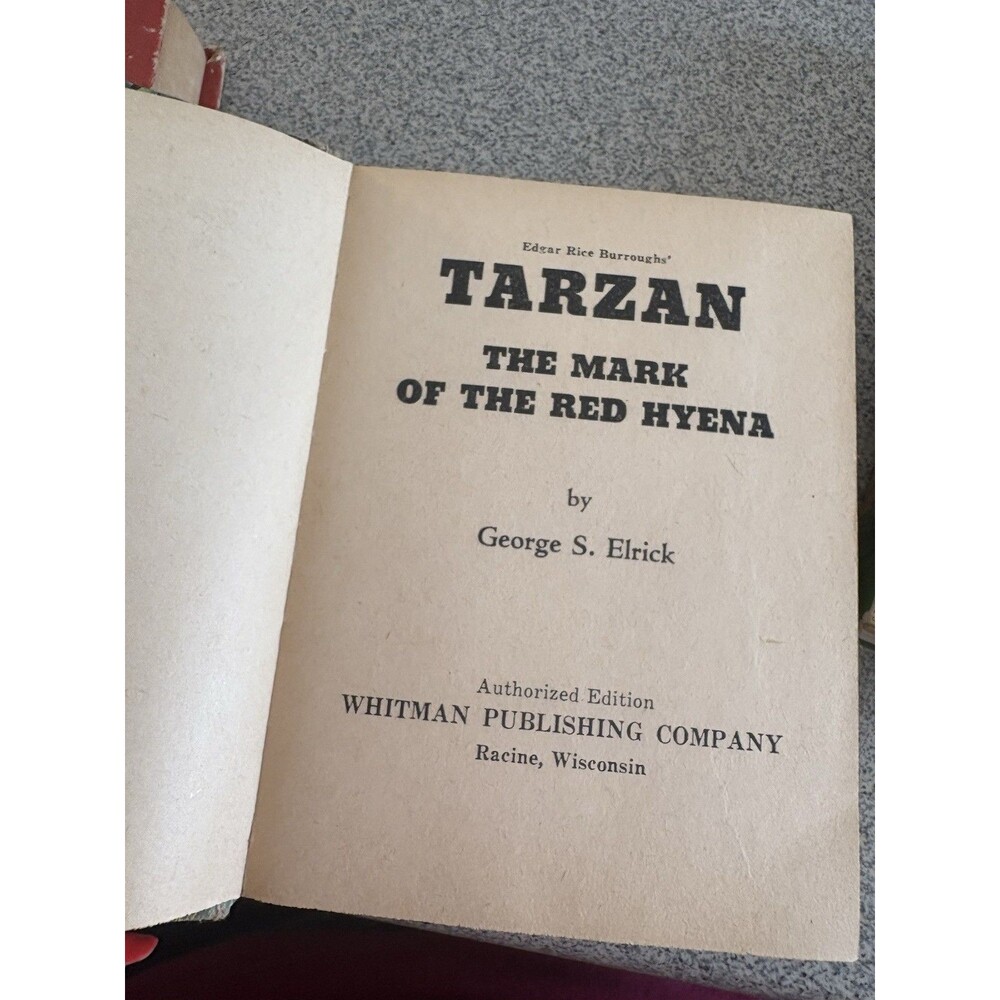 Edgar Rice Burroughs'
TARZAN
THE MARK
OF THE RED HYENA
by
George S. Elrick
Authorized Edition
WHITMAN PUBLISHING COMPANY
Racine, Wisconsin